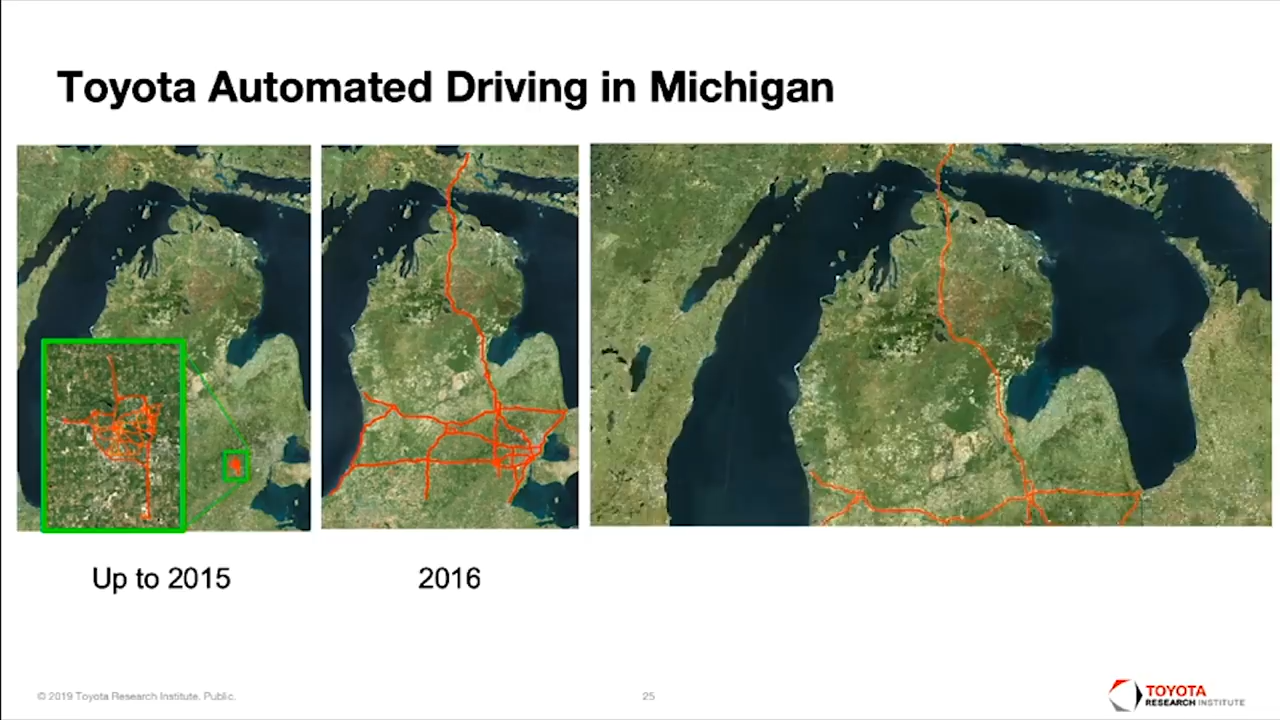 Toyota Automated Driving in Michigan
Up to 2015
2016
© 2019 Toyota Research Institute. Public.
25
TOYOTA
RESEARCH INSTITUTE